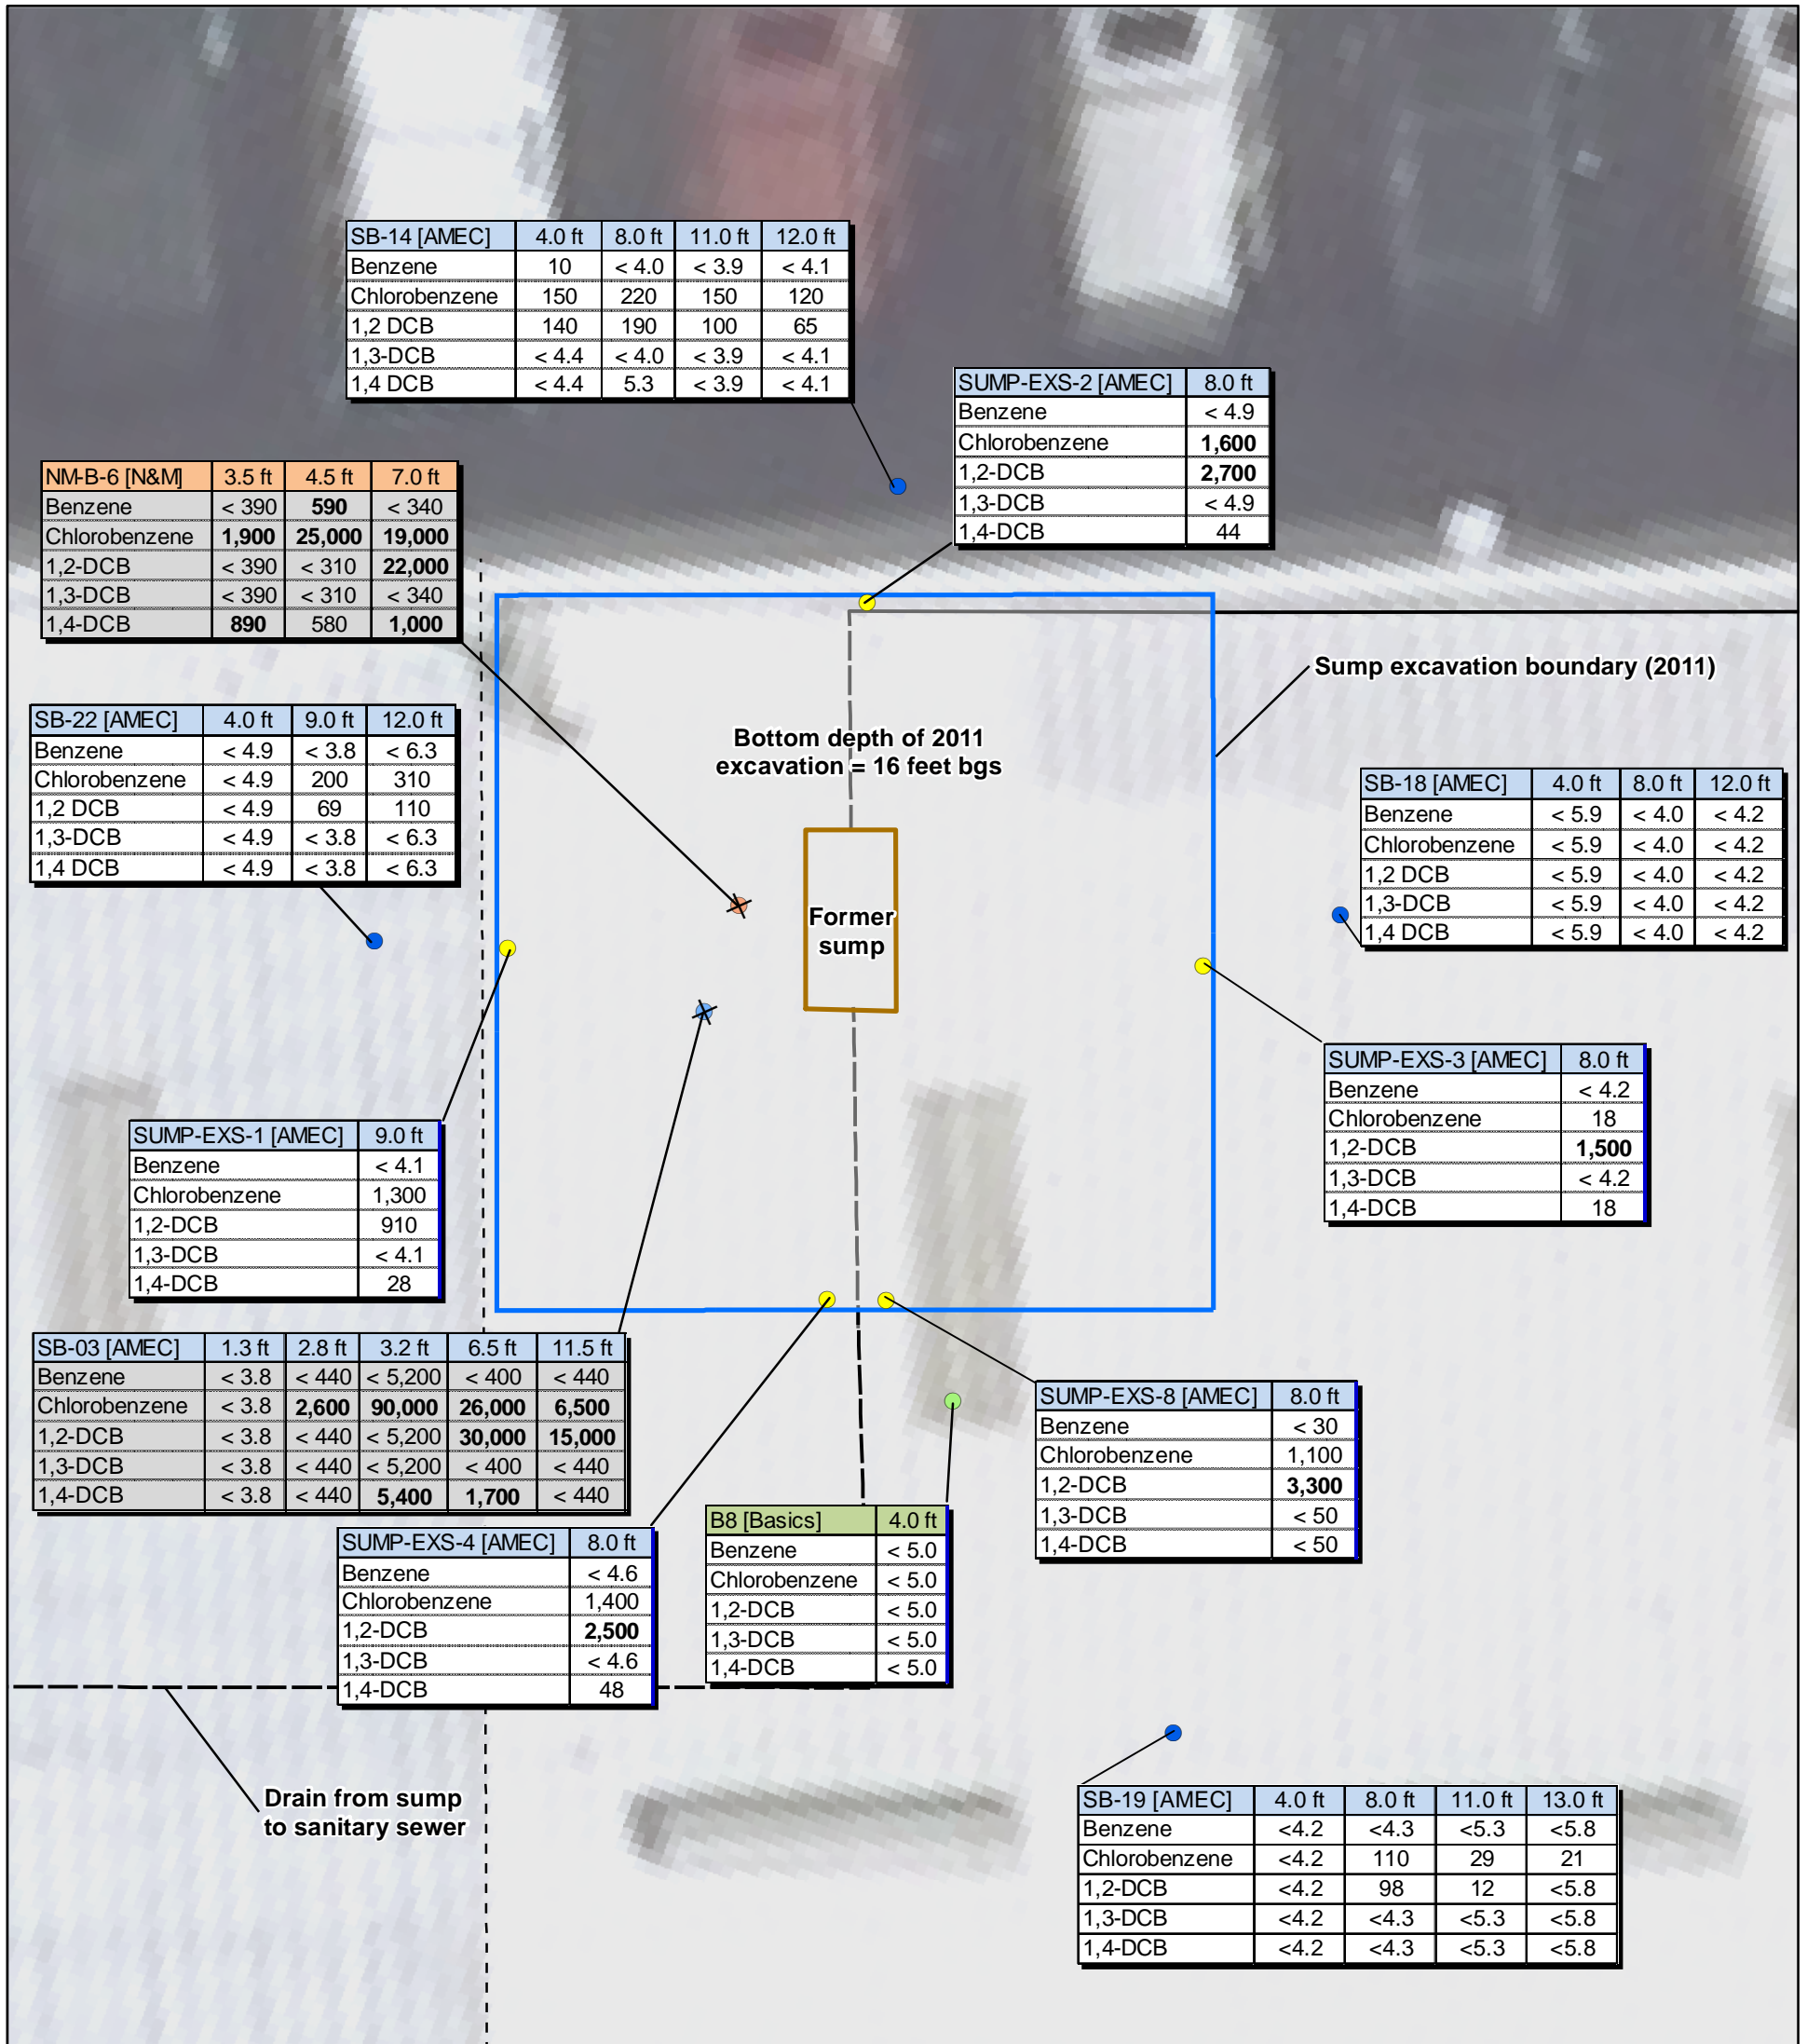 SB-14 [AMEC] 4.0 ft 8.0 ft 11.0 ft 12.0 ft
Benzene 10 < 4.0 < 3.9 < 4.1
Chlorobenzene 150 220 150 120
1,2 DCB 140 190 100 65
1,3-DCB < 4.4 < 4.0 < 3.9 < 4.1
1,4 DCB < 4.4 5.3 < 3.9 < 4.1
SUMP-EXS-2 [AMEC] 8.0 ft
Benzene < 4.9
Chlorobenzene 1,600
1,2-DCB 2,700
1,3-DCB < 4.9
1,4-DCB 44
NM-B-6 [N&M] 3.5 ft 4.5 ft 7.0 ft
Benzene < 390 590 < 340
Chlorobenzene 1,900 25,000 19,000
1,2-DCB < 390 < 310 22,000
1,3-DCB < 390 < 310 < 340
1,4-DCB 890 580 1,000
Sump excavation boundary (2011)
SB-22 [AMEC] 4.0 ft 9.0 ft 12.0 ft
Benzene < 4.9 < 3.8 < 6.3
Chlorobenzene < 4.9 200 310
1,2 DCB < 4.9 69 110
1,3-DCB < 4.9 < 3.8 < 6.3
1,4 DCB < 4.9 < 3.8 < 6.3
Bottom depth of 2011
excavation = 16 feet bgs
SB-18 [AMEC] 4.0 ft 8.0 ft 12.0 ft
Benzene < 5.9 < 4.0 < 4.2
Chlorobenzene < 5.9 < 4.0 < 4.2
1,2 DCB < 5.9 < 4.0 < 4.2
1,3-DCB < 5.9 < 4.0 < 4.2
1,4 DCB < 5.9 < 4.0 < 4.2
Former
sump
SUMP-EXS-3 [AMEC] 8.0 ft
Benzene < 4.2
Chlorobenzene 18
1,2-DCB 1,500
1,3-DCB < 4.2
1,4-DCB 18
SUMP-EXS-1 [AMEC] 9.0 ft
Benzene < 4.1
Chlorobenzene 1,300
1,2-DCB 910
1,3-DCB < 4.1
1,4-DCB 28
SB-03 [AMEC] 1.3 ft 2.8 ft 3.2 ft 6.5 ft 11.5 ft
Benzene < 3.8 < 440 < 5,200 < 400 < 440
Chlorobenzene < 3.8 2,600 90,000 26,000 6,500
1,2-DCB < 3.8 < 440 < 5,200 30,000 15,000
1,3-DCB < 3.8 < 440 < 5,200 < 400 < 440
1,4-DCB < 3.8 < 440 5,400 1,700 < 440
SUMP-EXS-8 [AMEC] 8.0 ft
Benzene < 30
Chlorobenzene 1,100
1,2-DCB 3,300
1,3-DCB < 50
1,4-DCB < 50
B8 [Basics] 4.0 ft
Benzene < 5.0
Chlorobenzene < 5.0
1,2-DCB < 5.0
1,3-DCB < 5.0
1,4-DCB < 5.0
SUMP-EXS-4 [AMEC] 8.0 ft
Benzene < 4.6
Chlorobenzene 1,400
1,2-DCB 2,500
1,3-DCB < 4.6
1,4-DCB 48
Drain from sump
to sanitary sewer
SB-19 [AMEC] 4.0 ft 8.0 ft 11.0 ft 13.0 ft
Benzene <4.2 <4.3 <5.3 <5.8
Chlorobenzene <4.2 110 29 21
1,2-DCB <4.2 98 12 <5.8
1,3-DCB <4.2 <4.3 <5.3 <5.8
1,4-DCB <4.2 <4.3 <5.3 <5.8